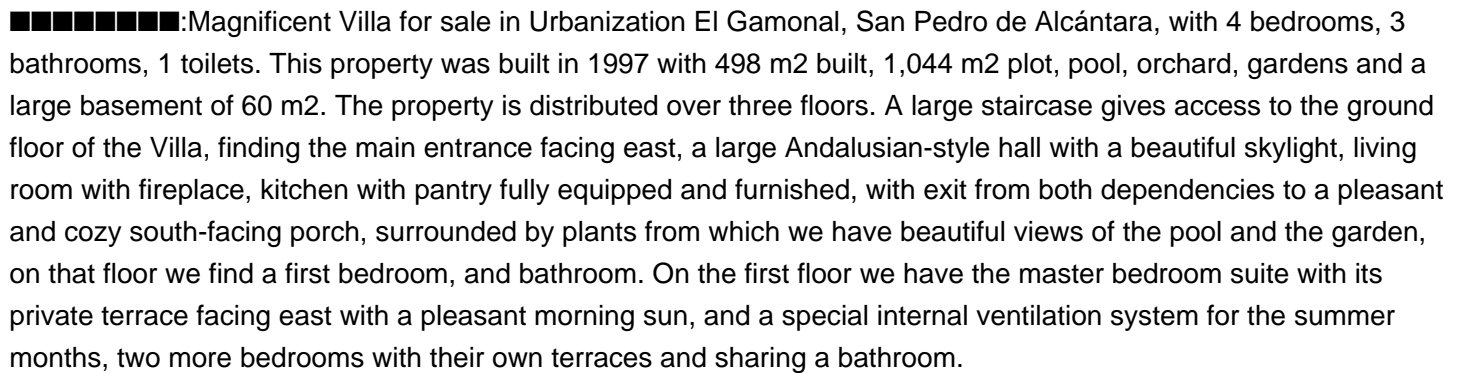 ■■■■■■■■:Magnificent Villa for sale in Urbanization El Gamonal, San Pedro de Alcántara, with 4 bedrooms, 3
bathrooms, 1 toilets. This property was built in 1997 with 498 m2 built, 1,044 m2 plot, pool, orchard, gardens and a
large basement of 60 m2. The property is distributed over three floors. A large staircase gives access to the ground
floor of the Villa, finding the main entrance facing east, a large Andalusian-style hall with a beautiful skylight, living
room with fireplace, kitchen with pantry fully equipped and furnished, with exit from both dependencies to a pleasant
and cozy south-facing porch, surrounded by plants from which we have beautiful views of the pool and the garden,
on that floor we find a first bedroom, and bathroom. On the first floor we have the master bedroom suite with its
private terrace facing east with a pleasant morning sun, and a special internal ventilation system for the summer
months, two more bedrooms with their own terraces and sharing a bathroom.